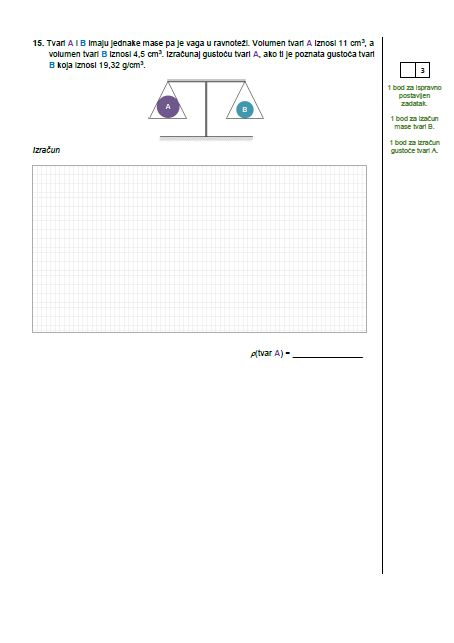 15. Tvari A i B imaju jednake mase pa je vaga u ravnoteži. Volumen tvari A iznosi 11 cm³, a
volumen tvari B iznosi 4,5 cm³. Izračunaj gustoću tvari A, ako ti je poznata gustoća tvari
B koja iznosi 19,32 g/cm³.
A
B
Izračun
ρ(tvar A) = _______________
3
1 bod za ispravno
postavljen
zadatak.
1 bod za izačun
mase tvari B.
1 bod za izračun
gustoće tvari A.